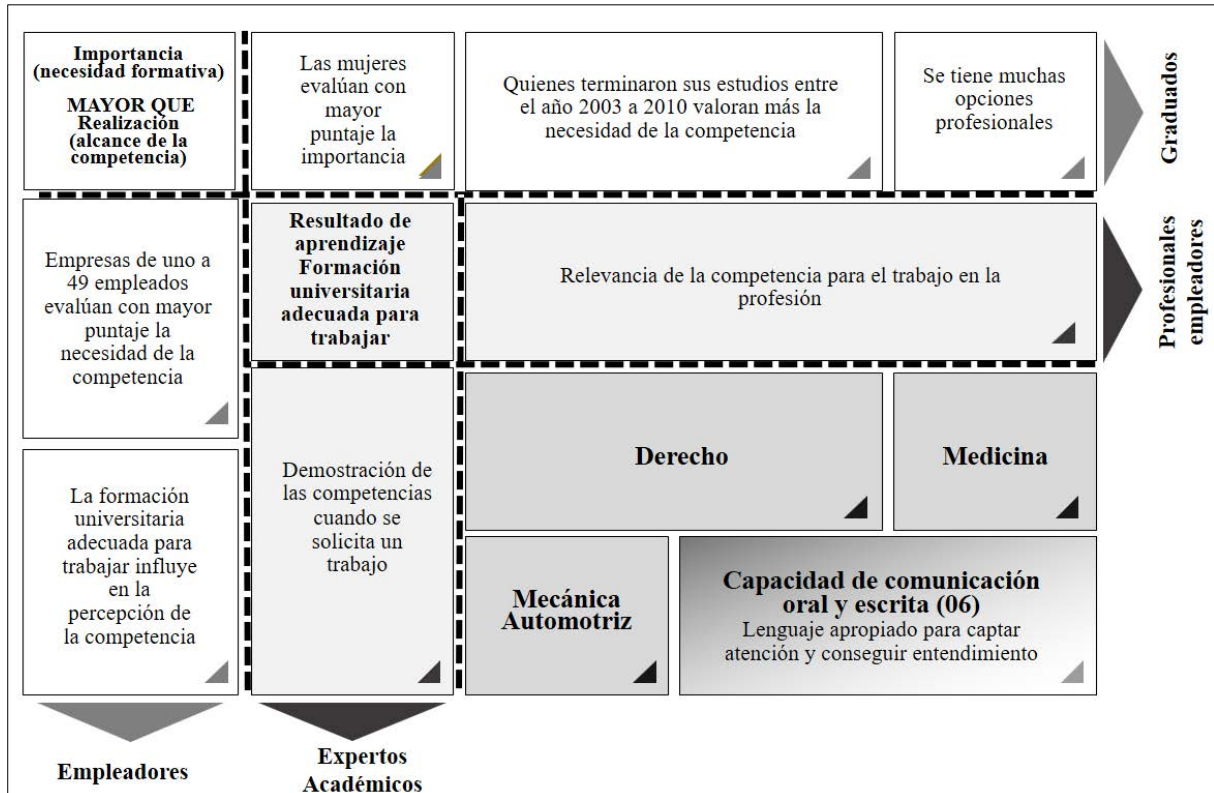 Importancia
(necesidad formativa)
MAYOR QUE
Realización
(alcance de la
competencia)
Las mujeres
evalúan con
mayor
puntaje la
importancia
Quienes terminaron sus estudios entre
el año 2003 a 2010 valoran más la
necesidad de la competencia
Se tiene muchas
opciones
profesionales
Graduados
Empresas de uno a
49 empleados
evalúan con mayor
puntaje la
necesidad de la
competencia
Resultado de
aprendizaje
Formación
universitaria
adecuada para
trabajar
Relevancia de la competencia para el trabajo en la
profesión
Profesionales
empleadores
La formación
universitaria
adecuada para
trabajar influye
en la
percepción de
la competencia
Demostración de
las competencias
cuando se
solicita un
trabajo
Derecho
Medicina
Mecánica
Automotriz
Capacidad de comunicación
oral y escrita (06)
Lenguaje apropiado para captar
atención y conseguir entendimiento
Empleadores
Expertos
Académicos